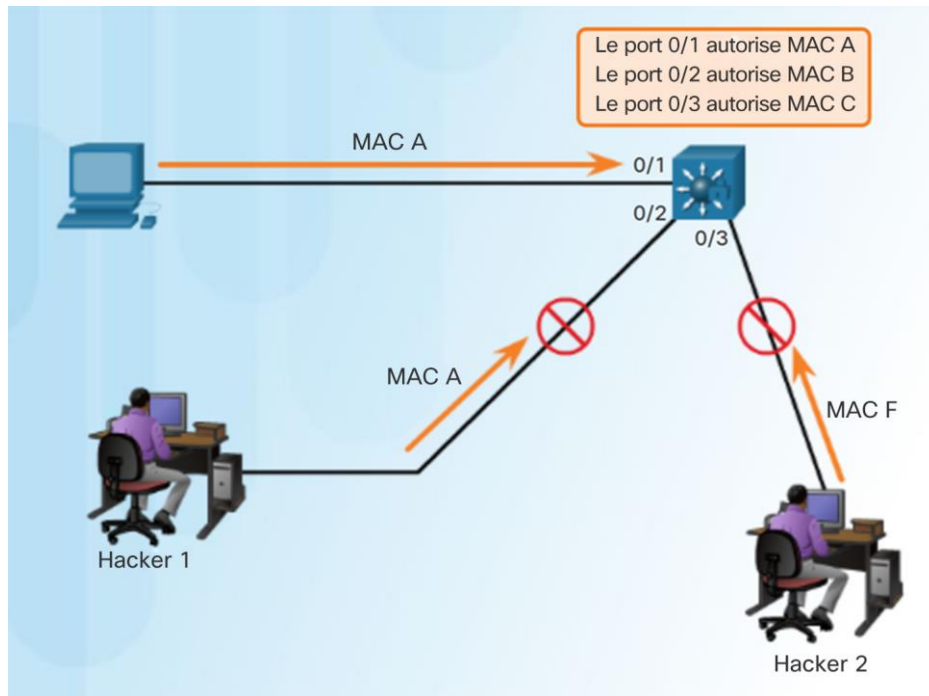 Le port 0/1 autorise MAC A
Le port 0/2 autorise MAC B
Le port 0/3 autorise MAC C
MAC A
0/1
0/2
0/3
MAC A
MAC F
Hacker 1
Hacker 2